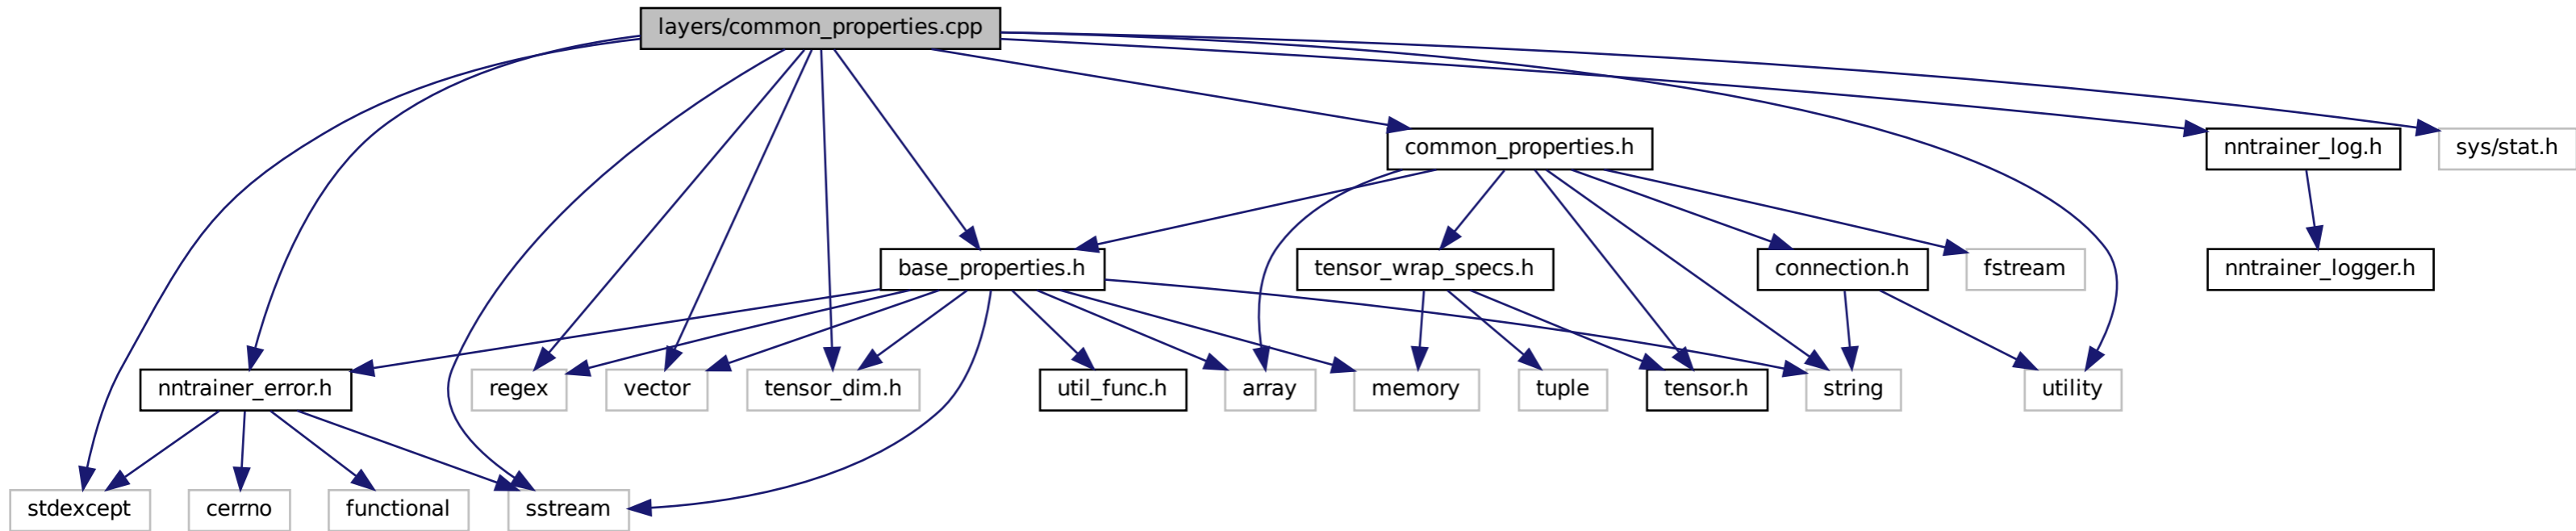 layers/common_properties.cpp
common_properties.h
nntrainer_log.h
sys/stat.h
base_properties.h
tensor_wrap_specs.h
connection.h
fstream
nntrainer_logger.h
nntrainer_error.h
regex
vector
tensor_dim.h
util_func.h
array
memory
tuple
tensor.h
string
utility
stdexcept
cerrno
functional
sstream